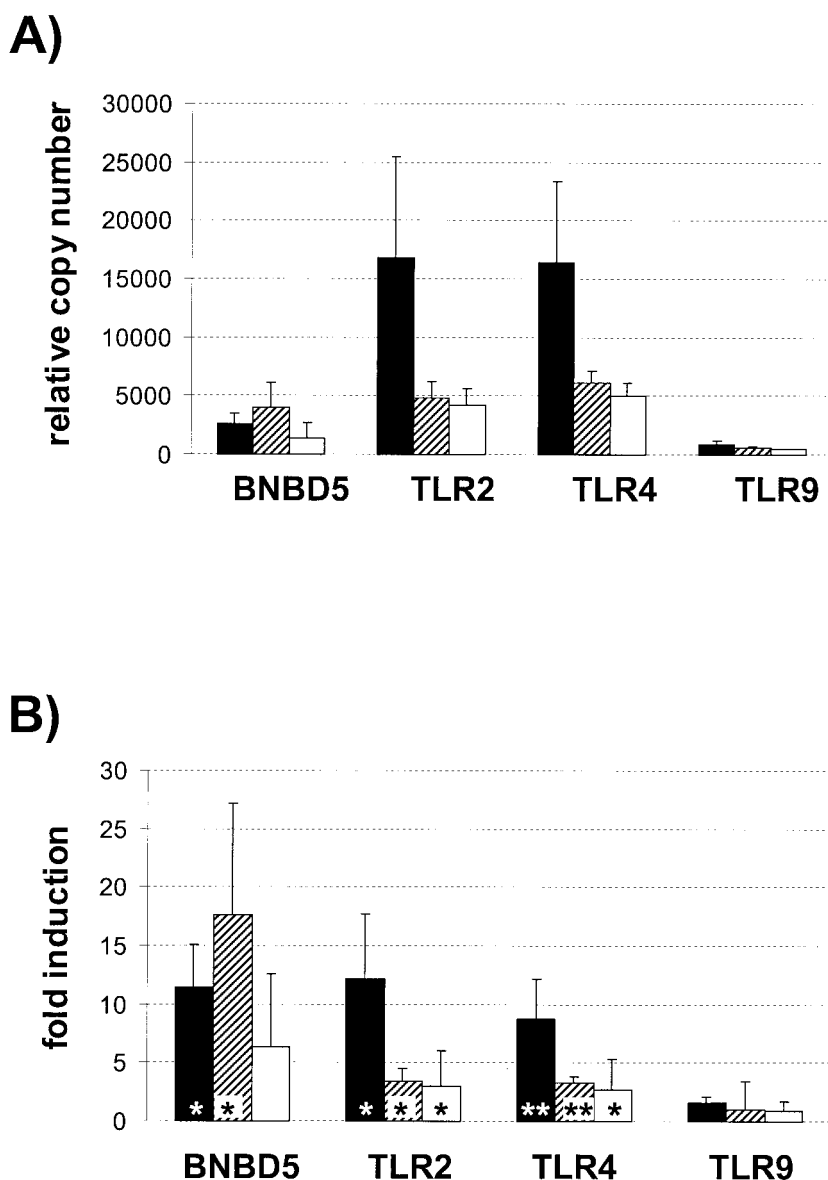 A)
relative copy number
30000
25000
20000
15000
10000
5000
0
BNBD5 TLR2 TLR4 TLR9
B)
fold induction
30
25
20
15
10
5
0
* * * * * ** ** *
BNBD5 TLR2 TLR4 TLR9